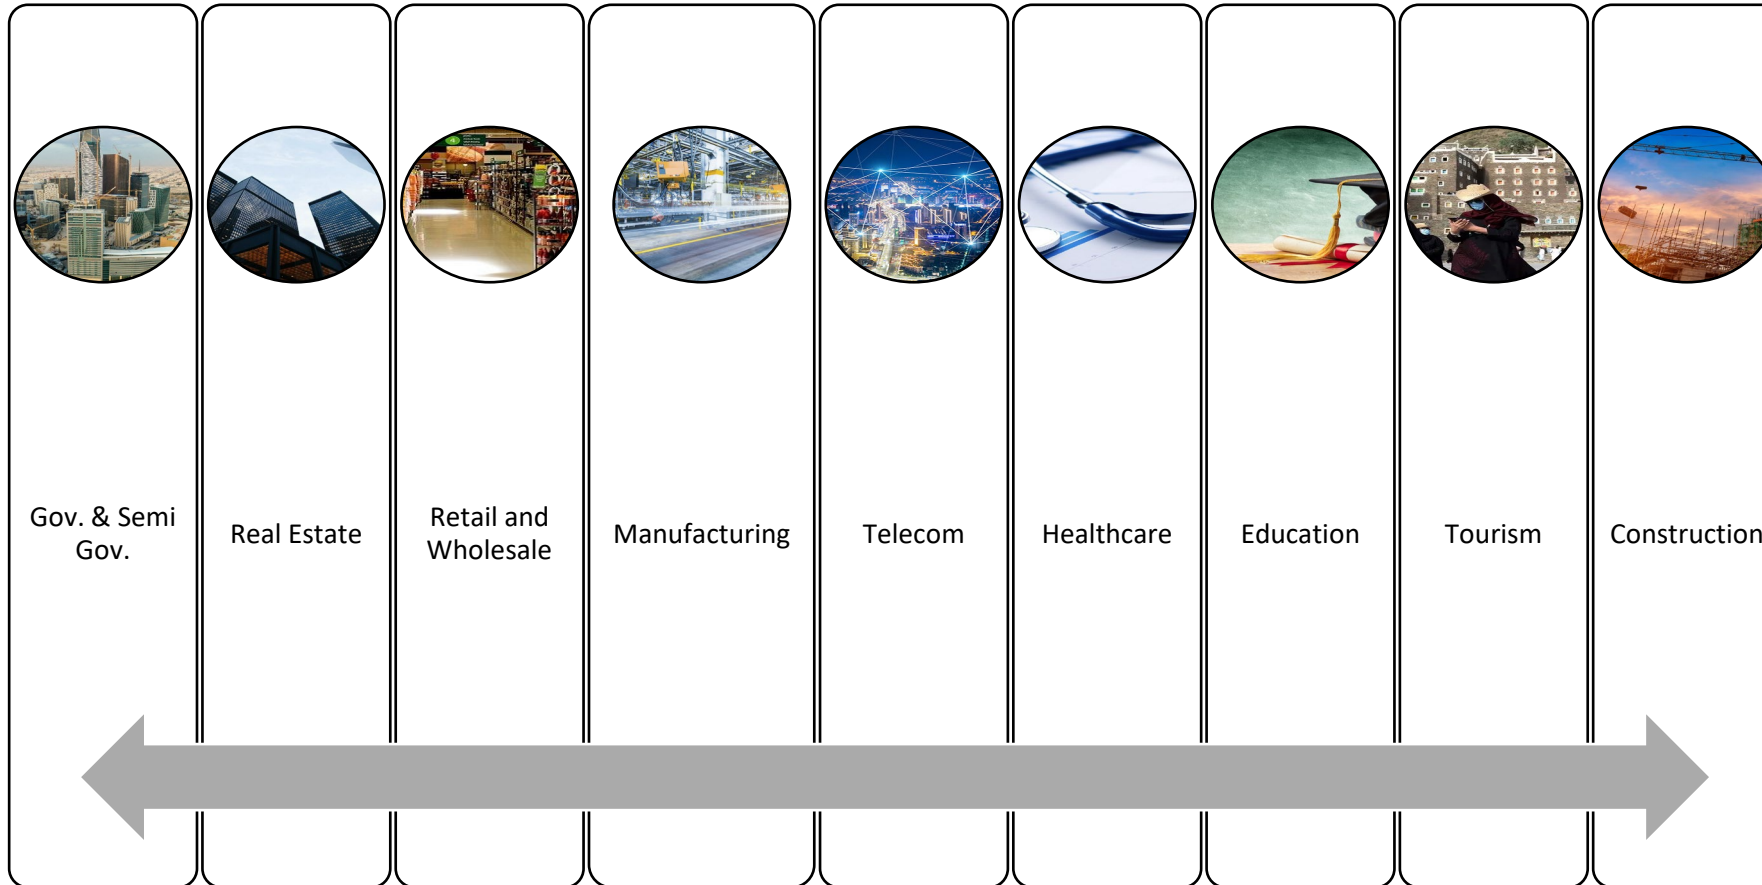 Gov. & Semi
Gov.
Real Estate
Retail and
Wholesale
Manufacturing
Telecom
Healthcare
Education
Tourism
Construction